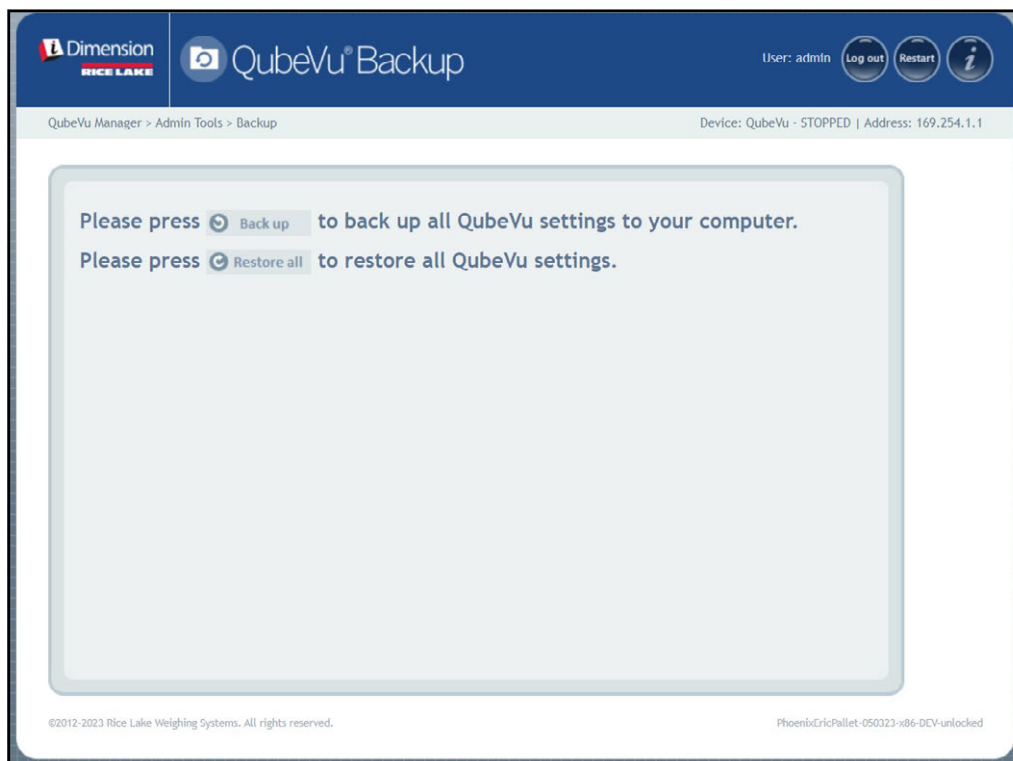 iDimension
RICE LAKE
QubeVu® Backup
User: admin
Log out
Restart
i
QubeVu Manager > Admin Tools > Backup
Device: QubeVu - STOPPED | Address: 169.254.1.1
Please press Back up to back up all QubeVu settings to your computer.
Please press Restore all to restore all QubeVu settings.
©2012-2023 Rice Lake Weighing Systems. All rights reserved.
PhoenixEricPallet-050323-x86-DEV-unlocked